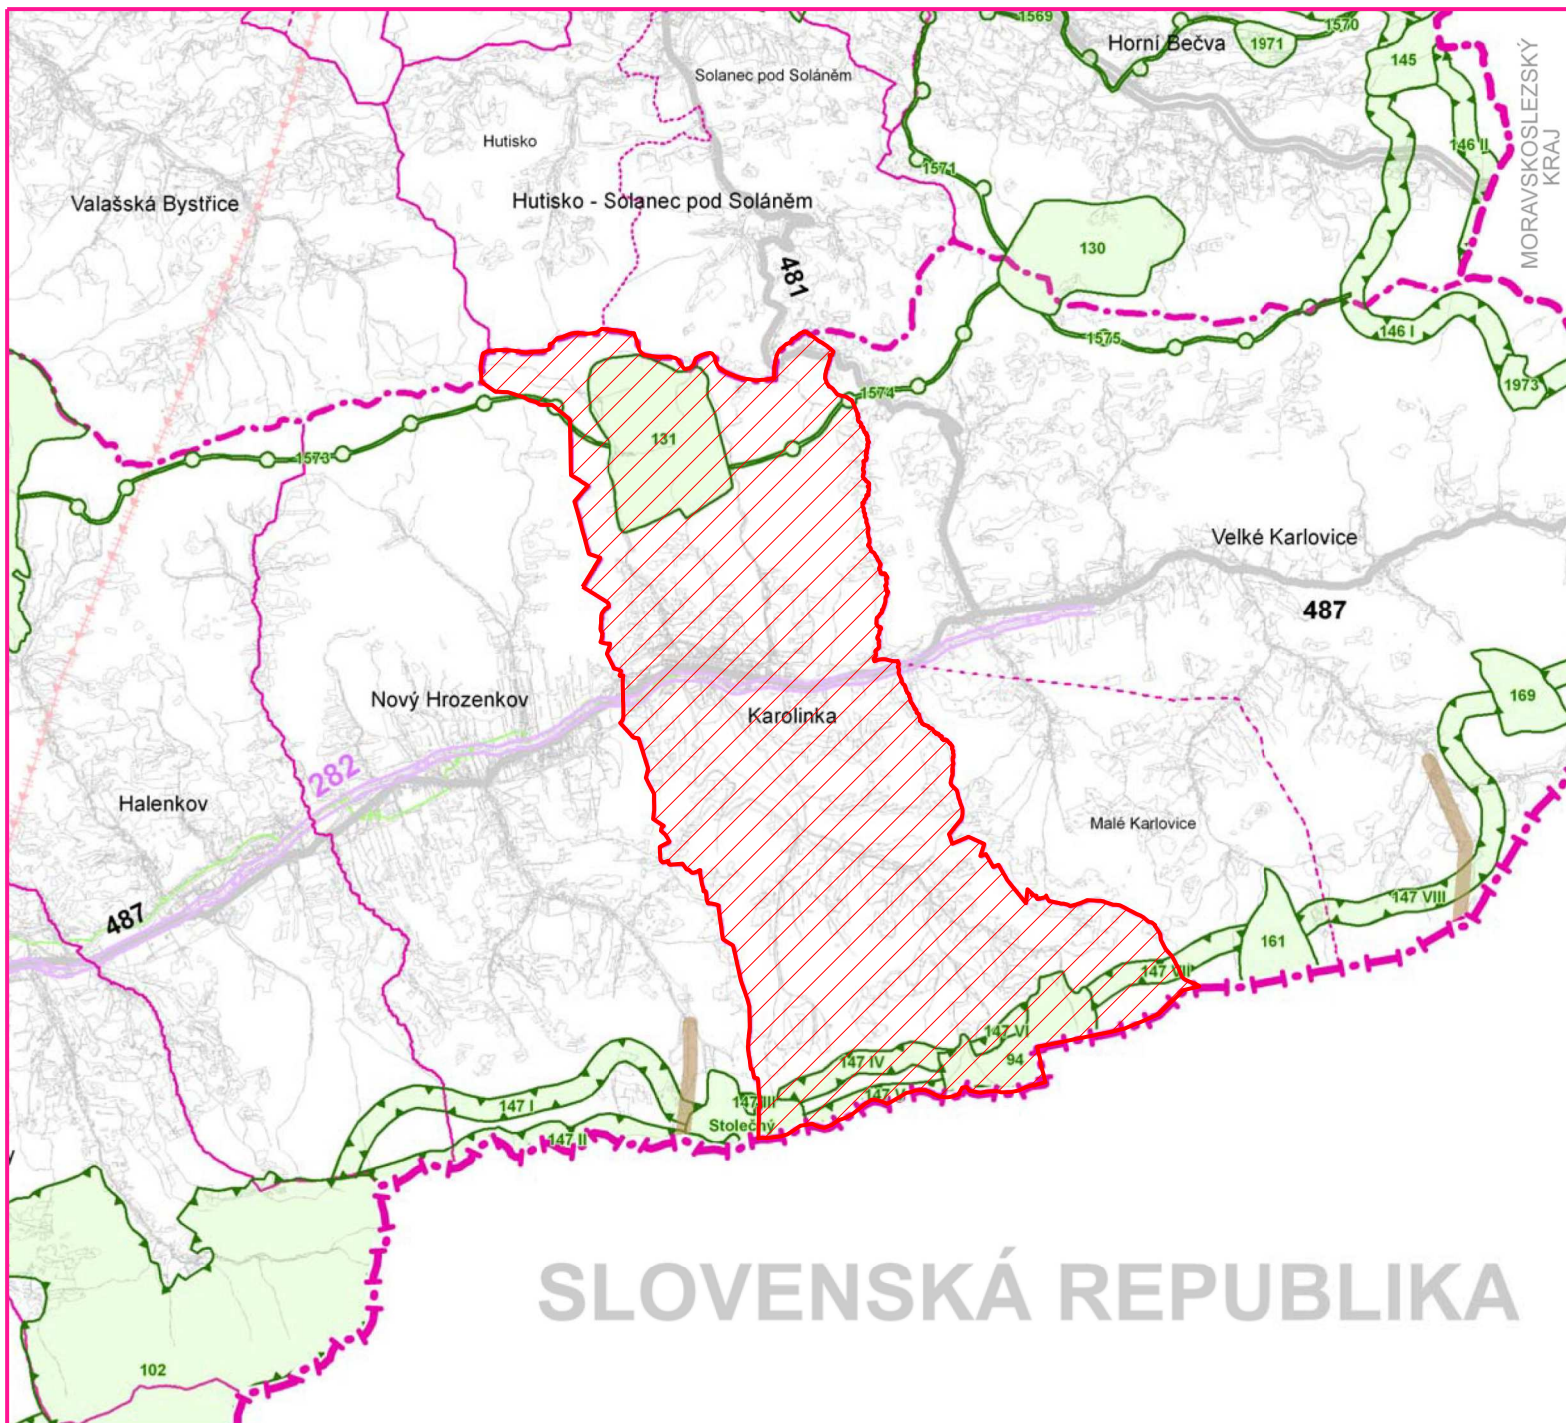 1569
1570
Horní Bečva
1971
145
MORAVSKOSLEZSKÝ
KRAJ
Solanec pod Soláněm
Hutisko
146 II
1571
Valašská Bystřice
Hutisko - Solanec pod Soláněm
130
481
146 I
1575
1973
1574
131
1573
Velké Karlovice
487
169
Nový Hrozenkov
Karolinka
282
Halenkov
Malé Karlovice
147 VIII
487
161
147 VII
147 VI
94
147 IV
147 V
147 III
147 I
Stolečný
147 II
SLOVENSKÁ REPUBLIKA
102